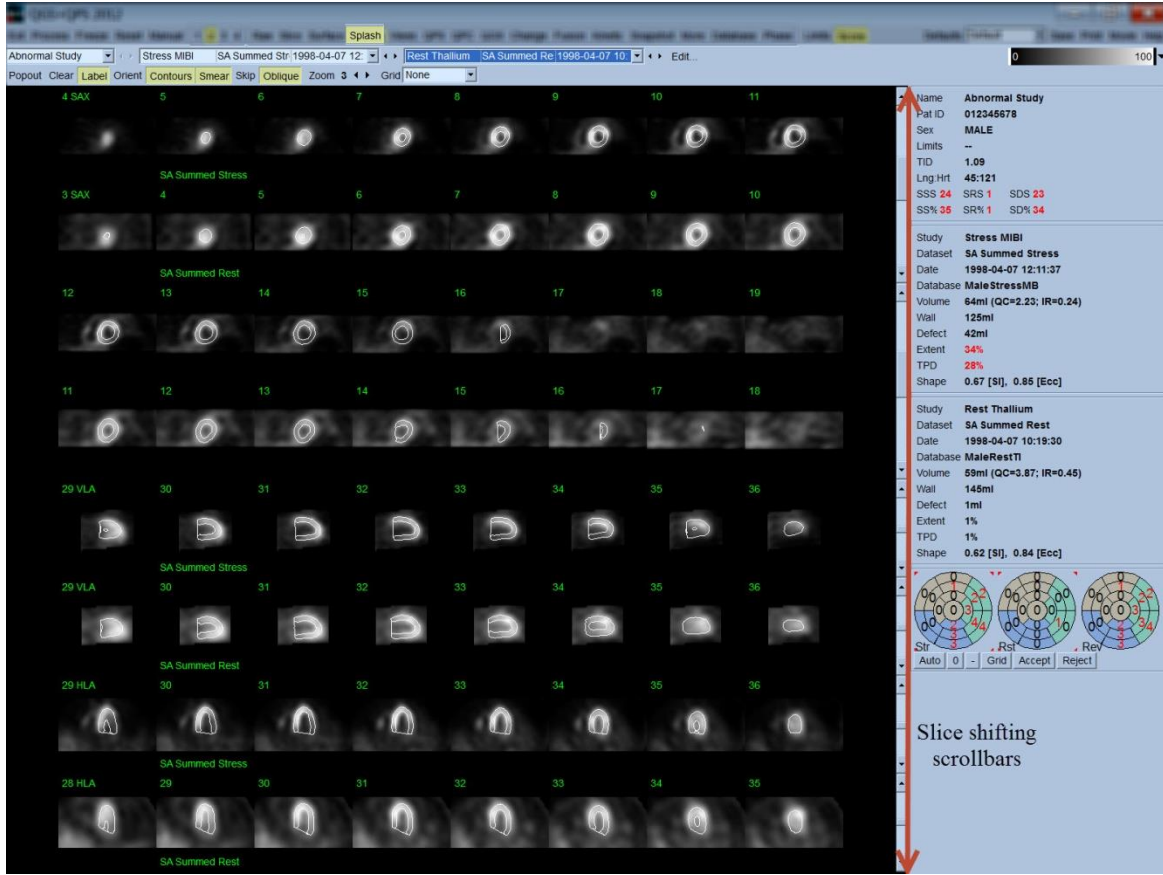 QGS+QPS 2012
Splash
Abnormal Study Stress MIBI SA Summed Str 1998-04-07 12: Rest Thallium SA Summed Re 1998-04-07 10: Edit... 0 100
Popout Clear Label Orient Contours Smear Skip Oblique Zoom 3 Grid None
4 SAX 5 6 7 8 9 10 11
SA Summed Stress
3 SAX 4 5 6 7 8 9 10
SA Summed Rest
12 13 14 15 16 17 18 19
11 12 13 14 15 16 17 18
29 VLA 30 31 32 33 34 35 36
SA Summed Stress
29 VLA 30 31 32 33 34 35 36
SA Summed Rest
29 HLA 30 31 32 33 34 35 36
SA Summed Stress
28 HLA 29 30 31 32 33 34 35
SA Summed Rest
Name Abnormal Study
Pat ID 012345678
Sex MALE
Limits --
TID 1.09
Lng:Hrt 45:121
SSS 24 SRS 1 SDS 23
SS% 35 SR% 1 SD% 34
Study Stress MIBI
Dataset SA Summed Stress
Date 1998-04-07 12:11:37
Database MaleStressMB
Volume 64ml (QC=2.23; IR=0.24)
Wall 125ml
Defect 42ml
Extent 34%
TPD 28%
Shape 0.67 [SI], 0.85 [Ecc]
Study Rest Thallium
Dataset SA Summed Rest
Date 1998-04-07 10:19:30
Database MaleRestTl
Volume 59ml (QC=3.87; IR=0.45)
Wall 145ml
Defect 1ml
Extent 1%
TPD 1%
Shape 0.62 [SI], 0.84 [Ecc]
Str Rst Rev
Auto 0 - Grid Accept Reject
Slice shifting
scrollbars